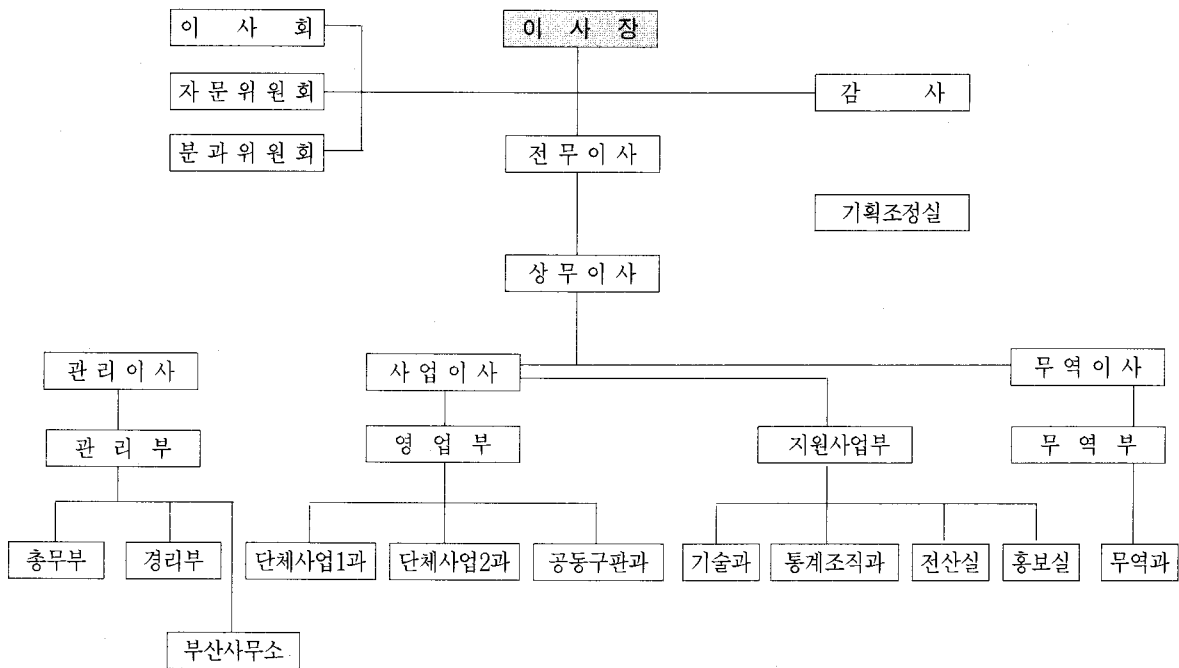 이 사 회
이 사 장
자 문 위 원 회
감 사
분 과 위 원 회
전 무 이 사
기획조정실
상 무 이 사
관 리 이 사
사 업 이 사
무 역 이 사
관 리 부
영 업 부
지원사업부
무 역 부
총무부
경리부
단체사업1과
단체사업2과
공동구판과
기술과
통계조직과
전산실
홍보실
무역과
부산사무소